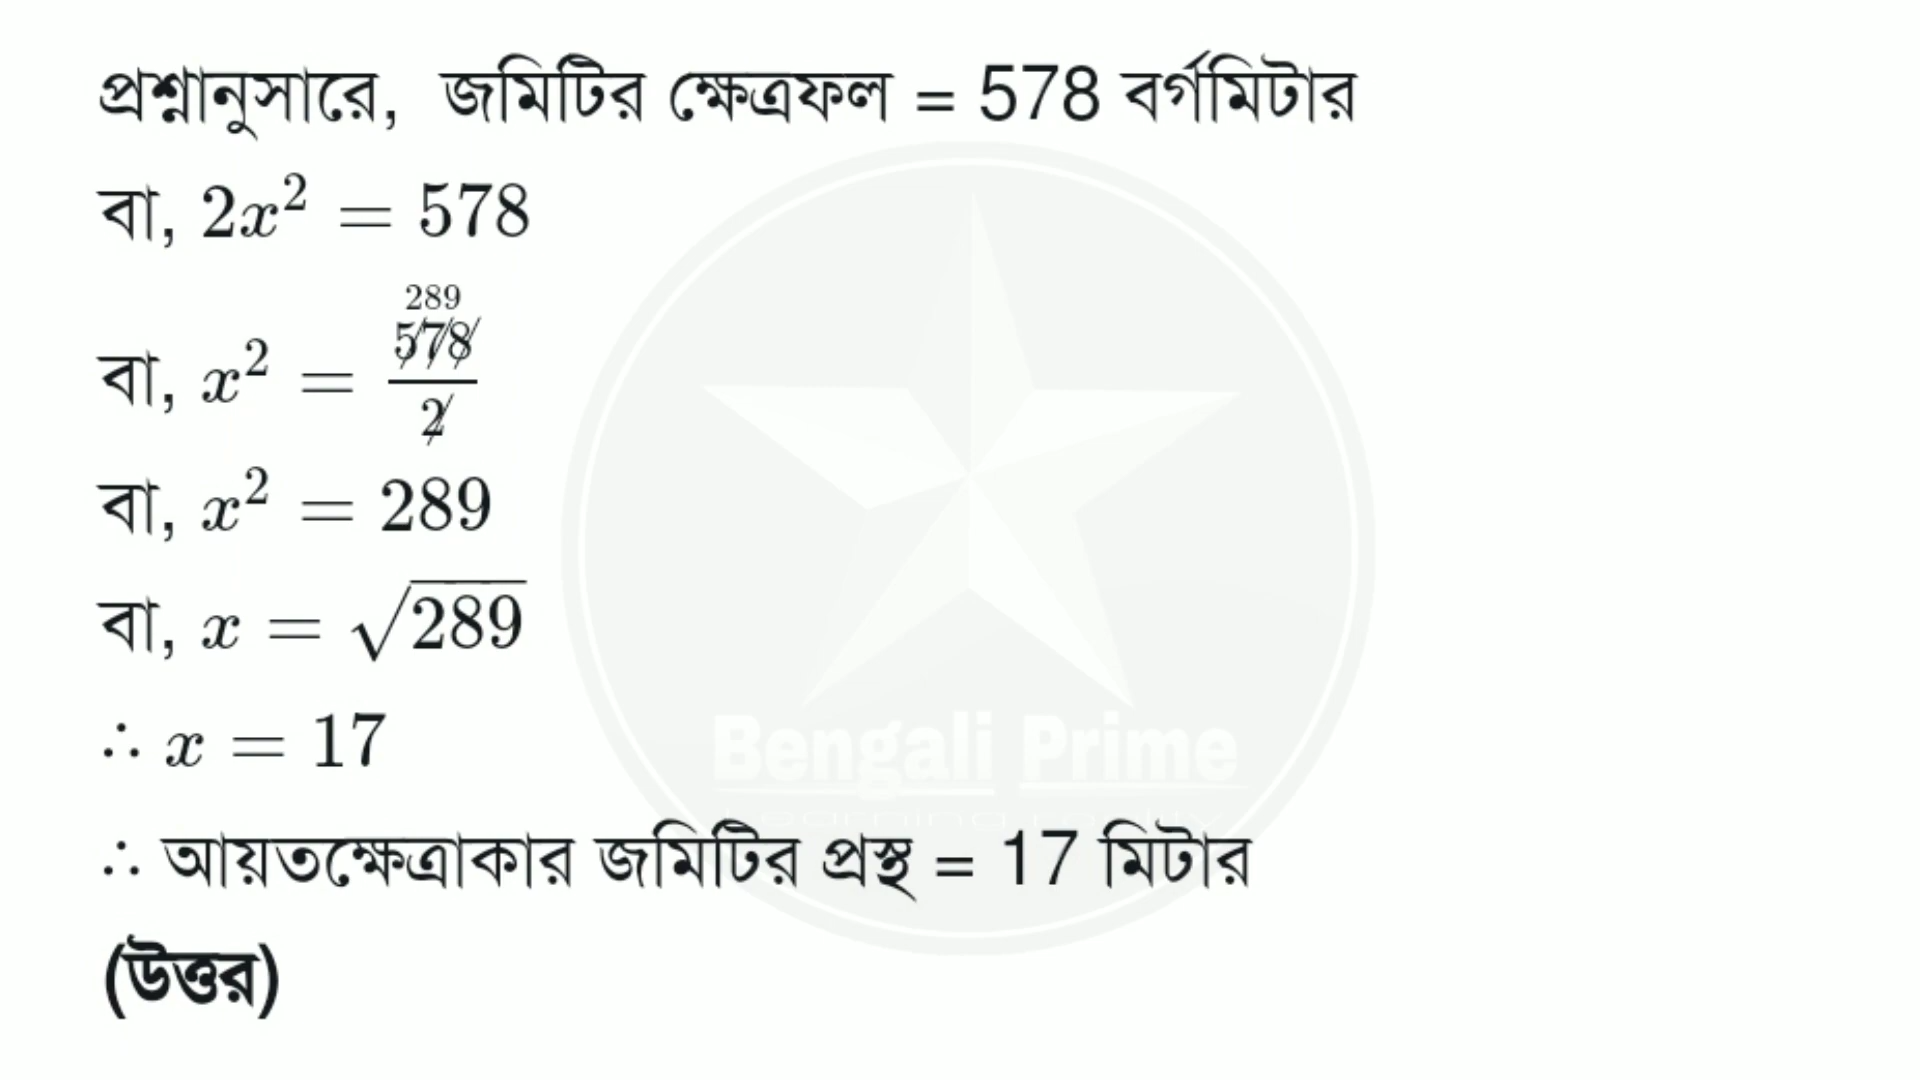 প্রশ্নানুসারে, জমিটির ক্ষেত্রফল = 578 বর্গমিটার
বা, 2x² = 578
289
বা, x² = 578/2
বা, x² = 289
বা, x = √289
∴ x = 17
Bengali Prime
∴ আয়তক্ষেত্রাকার জমিটির প্রস্থ = 17 মিটার
(উত্তর)